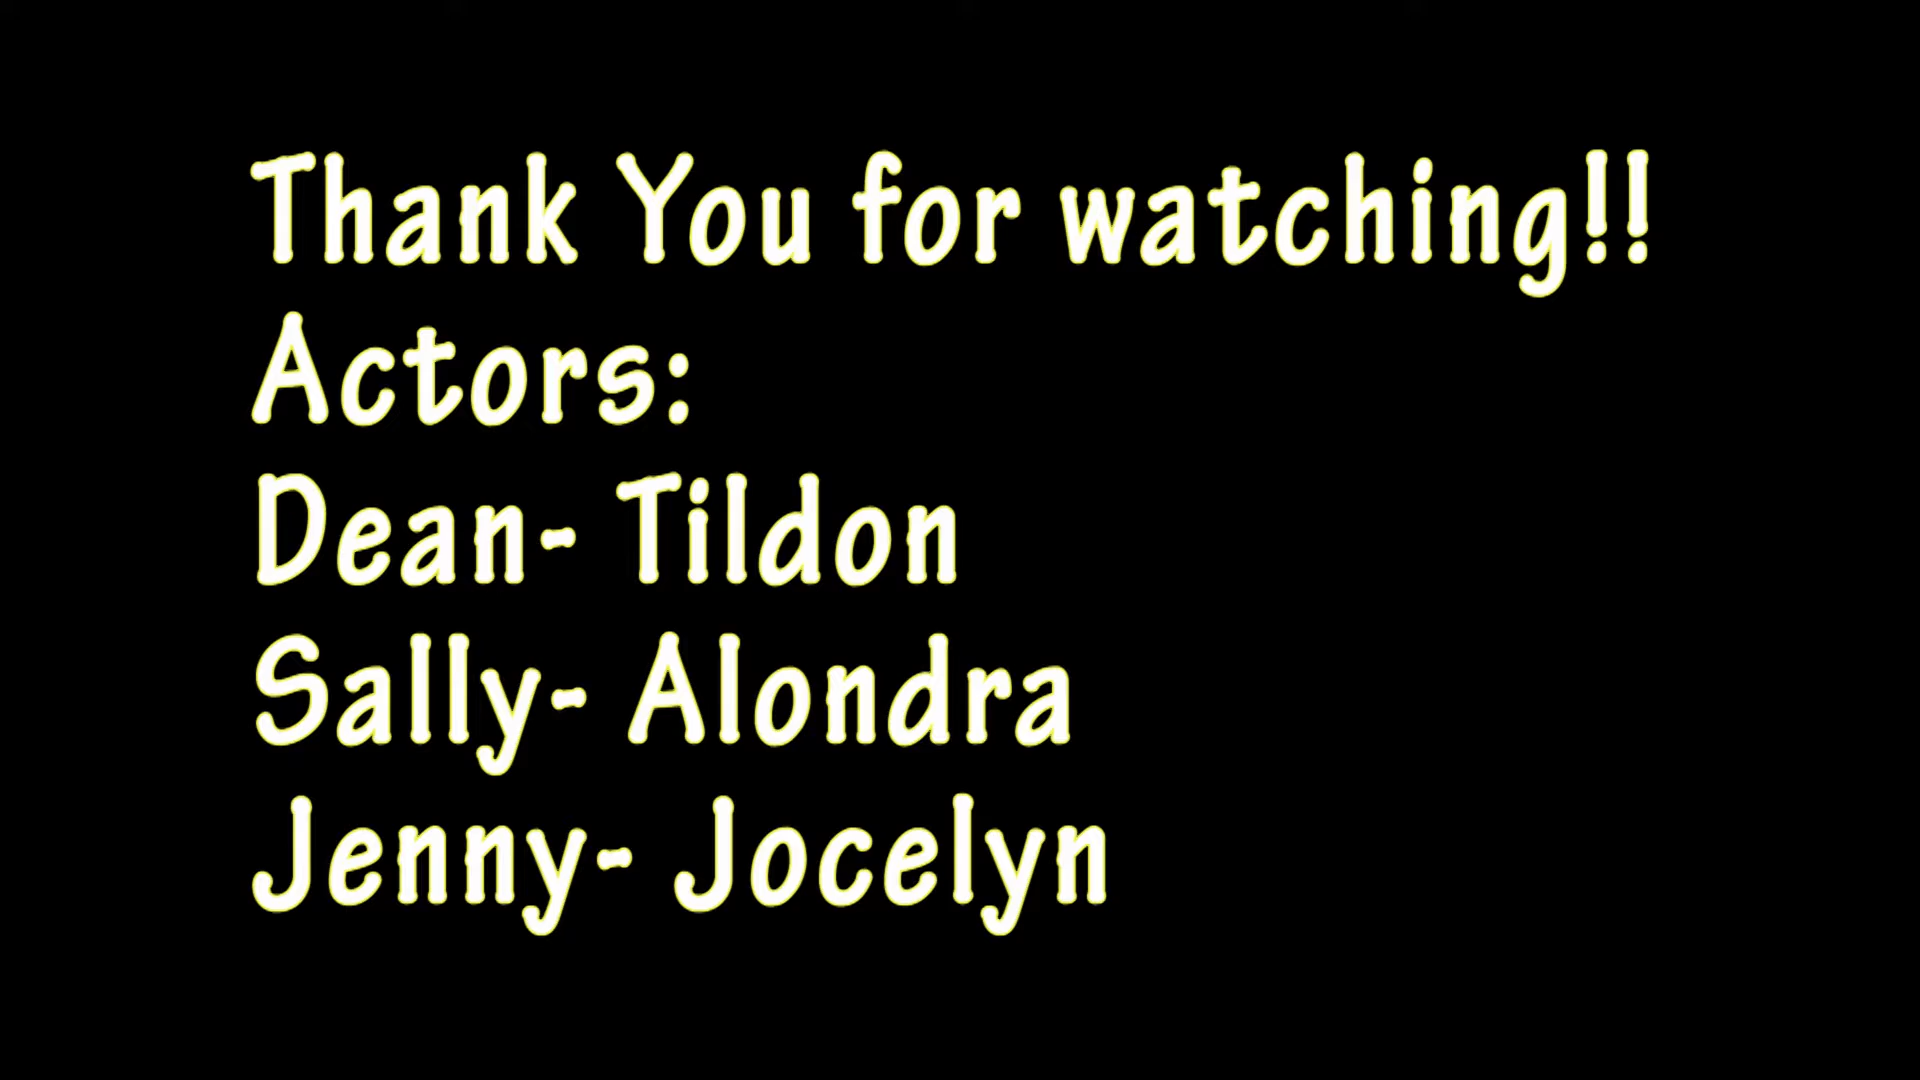 Thank You for watching!!
Actors:
Dean- Tildon
Sally- Alondra
Jenny- Jocelyn